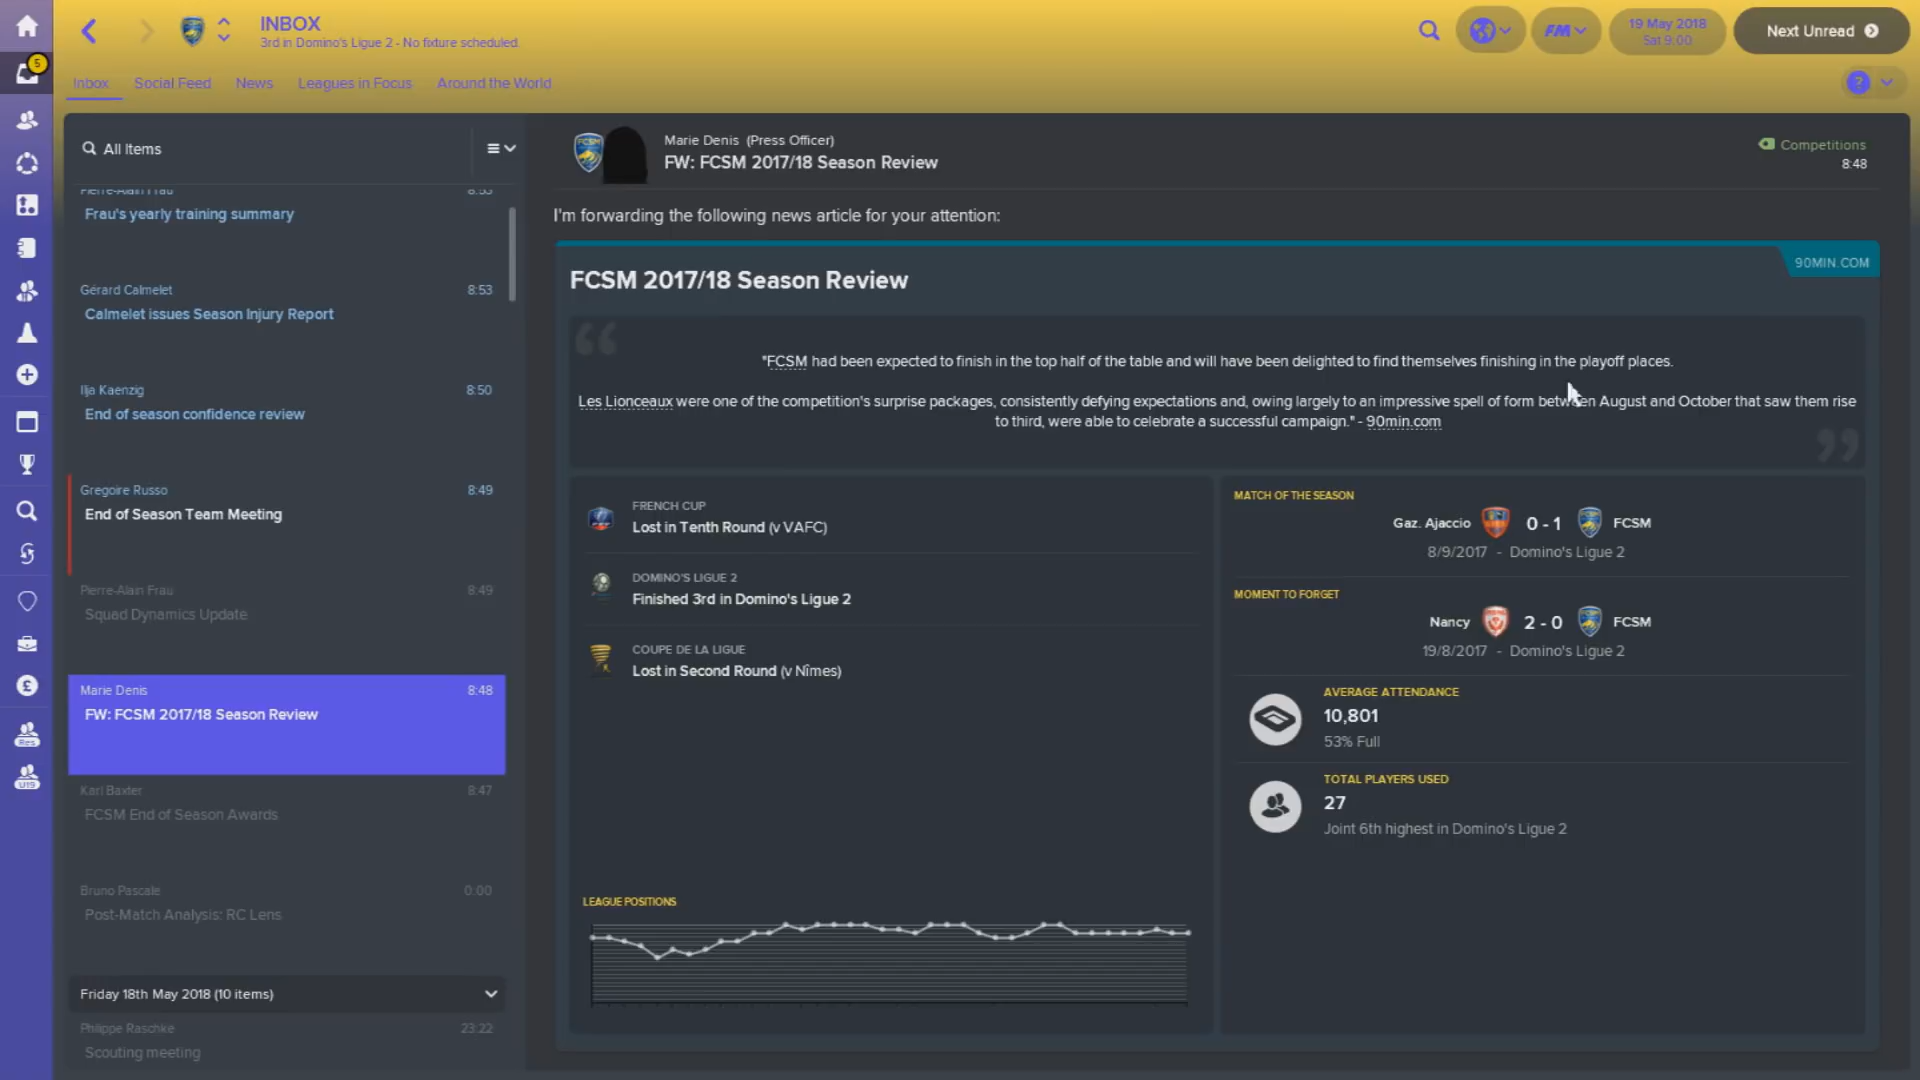 INBOX
3rd in Domino's Ligue 2 - No fixture scheduled.
FM
19 May 2018
Sat 9:00
Next Unread
5
Inbox
Social Feed
News
Leagues in Focus
Around the World
?
All Items
Pierre-Alain Frau 8:53
Frau's yearly training summary
Gérard Calmelet 8:53
Calmelet issues Season Injury Report
Ilja Kaenzig 8:50
End of season confidence review
Gregoire Russo 8:49
End of Season Team Meeting
Pierre-Alain Frau 8:49
Squad Dynamics Update
Marie Denis 8:48
FW: FCSM 2017/18 Season Review
Karl Baxter 8:47
FCSM End of Season Awards
Bruno Pascale 0:00
Post-Match Analysis: RC Lens
Friday 18th May 2018 (10 items)
Philippe Raschke 23:22
Scouting meeting
Res
U19
Marie Denis (Press Officer)
FW: FCSM 2017/18 Season Review
Competitions
8:48
I'm forwarding the following news article for your attention:
90MIN.COM
FCSM 2017/18 Season Review
"FCSM had been expected to finish in the top half of the table and will have been delighted to find themselves finishing in the playoff places.
Les Lionceaux were one of the competition's surprise packages, consistently defying expectations and, owing largely to an impressive spell of form between August and October that saw them rise
to third, were able to celebrate a successful campaign." - 90min.com
FRENCH CUP
Lost in Tenth Round (v VAFC)
DOMINO'S LIGUE 2
Finished 3rd in Domino's Ligue 2
COUPE DE LA LIGUE
Lost in Second Round (v Nîmes)
LEAGUE POSITIONS
MATCH OF THE SEASON
Gaz. Ajaccio 0 - 1 FCSM
8/9/2017 - Domino's Ligue 2
MOMENT TO FORGET
Nancy 2 - 0 FCSM
19/8/2017 - Domino's Ligue 2
AVERAGE ATTENDANCE
10,801
53% Full
TOTAL PLAYERS USED
27
Joint 6th highest in Domino's Ligue 2